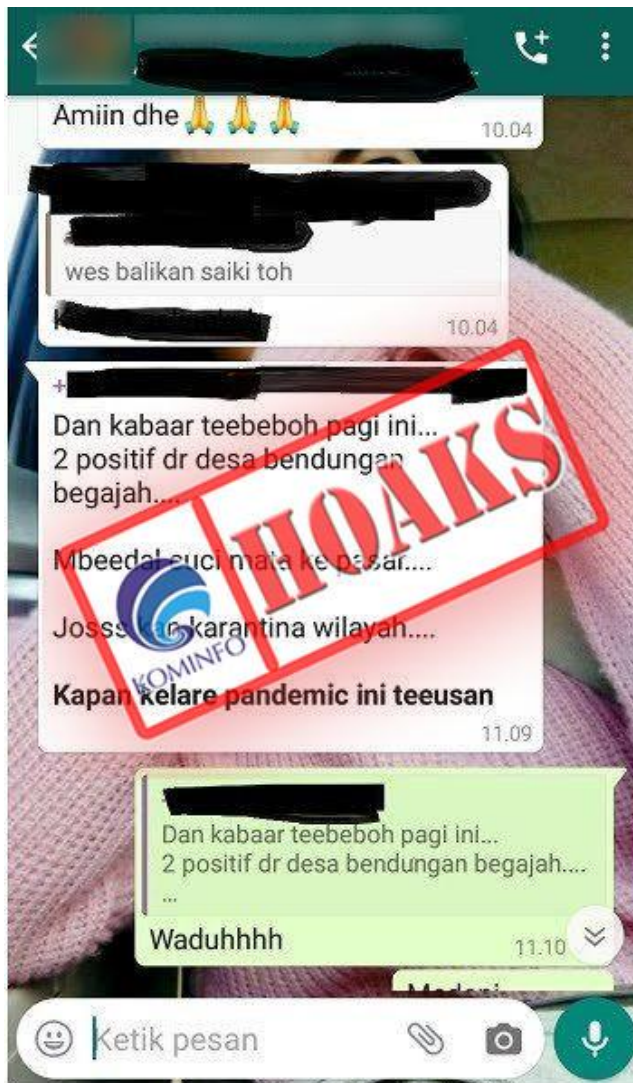 Amiin dhe 🙏 🙏 🙏
10.04
wes balikan saiki toh
10.04
+
Dan kabaar teebeboh pagi ini...
2 positif dr desa bendungan
begajah....
Mbeedal cuci mata ke pasar....
Josss kan karantina wilayah....
Kapan kelare pandemic ini teeusan
11.09
HOAKS
KOMINFO
Dan kabaar teebeboh pagi ini...
2 positif dr desa bendungan begajah....
...
Waduhhhh
11.10
Ketik pesan